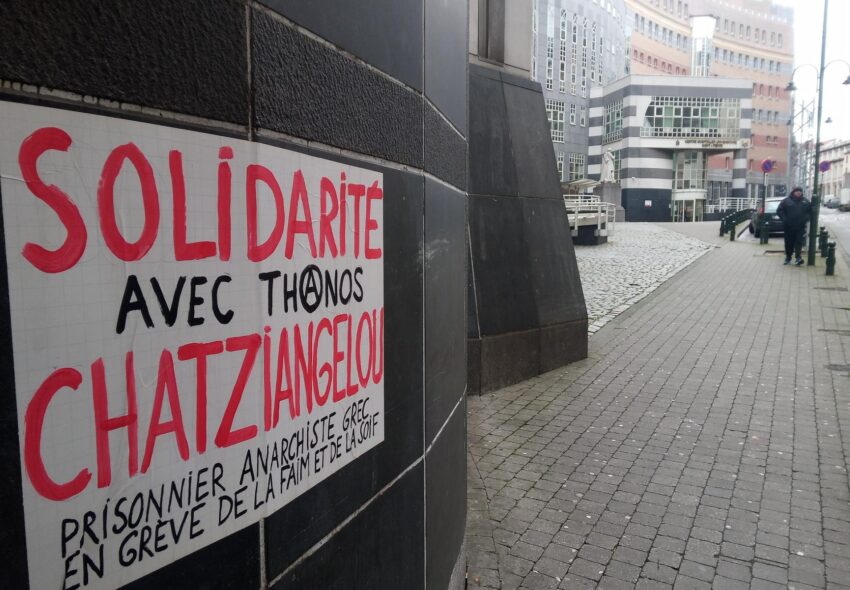 SOLIDARITÉ
AVEC THANOS
CHATZIANGELOU
PRISONNIER ANARCHISTE GREC
EN GRÈVE DE LA FAIM ET DE LA SOIF